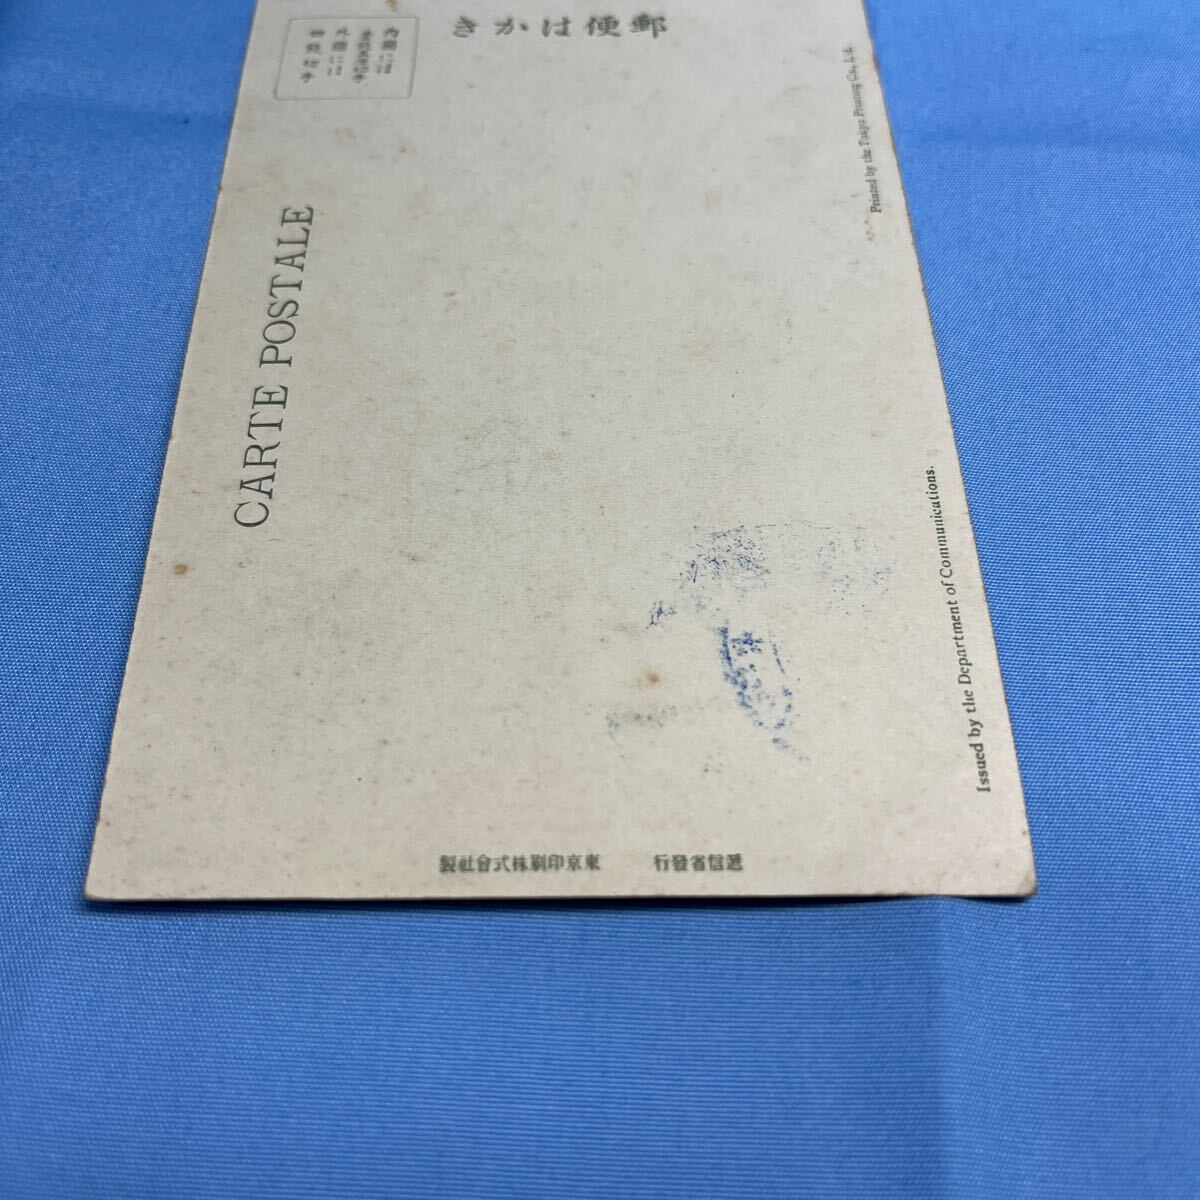 郵便はかき
CARTE POSTALE
Printed by the Tokyo Printing Co., Ltd.
Issued by the Department of Communications.
遞信省發行 東京印刷株式會社製